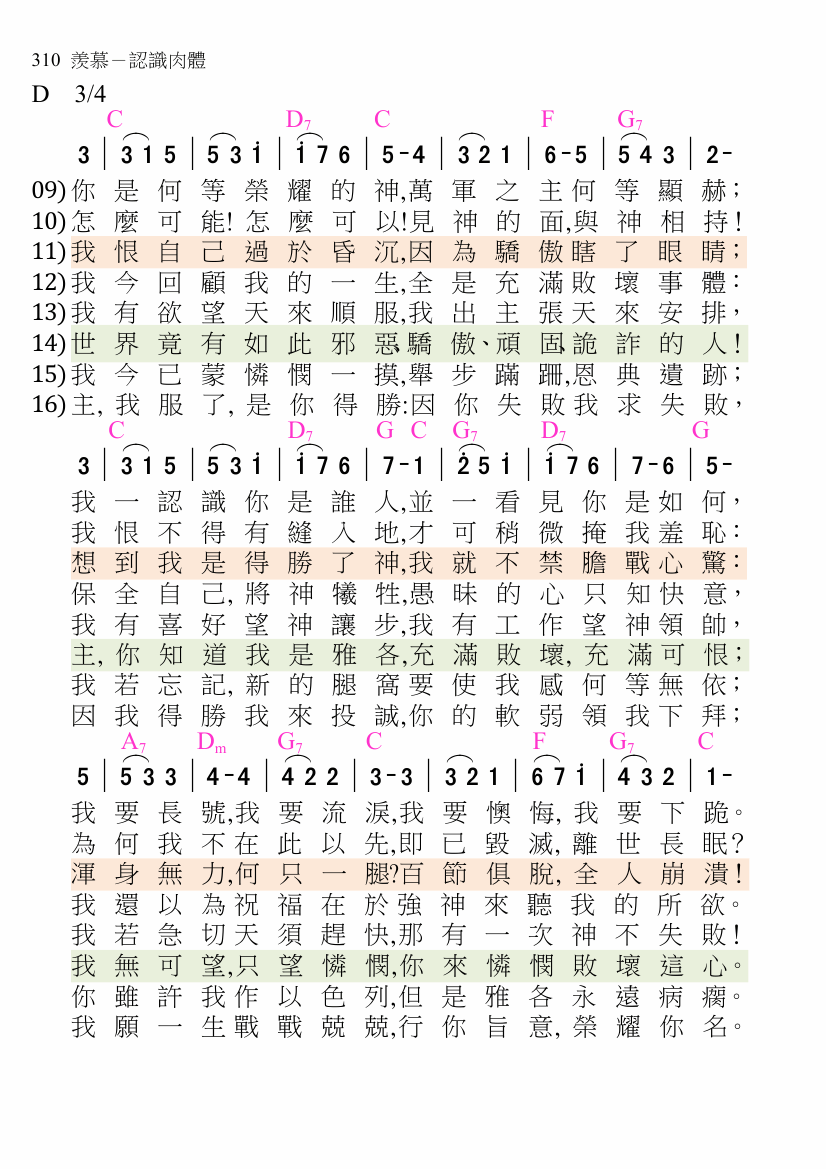 310 羨慕－認識肉體
D 3/4
C D7 C F G7
3 | 3 1 5 | 5 3 i | i 7 6 | 5 - 4 | 3 2 1 | 6 - 5 | 5 4 3 | 2 -
09) 你是何等榮耀的神,萬軍之主何等顯赫；
10) 怎麼可能!怎麼可以!見神的面,與神相持!
11) 我恨自己過於昏沉,因為驕傲瞎了眼睛；
12) 我今回顧我的一生,全是充滿敗壞事體：
13) 我有欲望天來順服,我出主張天來安排，
14) 世界竟有如此邪惡、驕傲、頑固、詭詐的人!
15) 我今已蒙憐憫一摸,舉步蹣跚,恩典遺跡；
16) 主,我服了,是你得勝:因你失敗我求失敗，
C D7 G C G7 D7 G
3 | 3 1 5 | 5 3 i | i 7 6 | 7 - 1 | 2̇ 5 i | i 7 6 | 7 - 6 | 5 -
我一認識你是誰人,並一看見你是如何，
我恨不得有縫入地,才可稍微掩我羞恥：
想到我是得勝了神,我就不禁膽戰心驚：
保全自己,將神犧牲,愚昧的心只知快意，
我有喜好望神讓步,我有工作望神領帥，
主,你知道我是雅各,充滿敗壞,充滿可恨；
我若忘記,新的腿窩要使我感何等無依；
因我得勝我來投誠,你的軟弱領我下拜；
A7 Dm G7 C F G7 C
5 | 5 3 3 | 4 - 4 | 4 2 2 | 3 - 3 | 3 2 1 | 6 7 i | 4 3 2 | 1 -
我要長號,我要流淚,我要懊悔,我要下跪。
為何我不在此以先,即已毀滅,離世長眠?
渾身無力,何只一腿?百節俱脫,全人崩潰!
我還以為祝福在於強神來聽我的所欲。
我若急切天須趕快,那有一次神不失敗!
我無可望,只望憐憫,你來憐憫敗壞這心。
你雖許我作以色列,但是雅各永遠病瘸。
我願一生戰戰兢兢,行你旨意,榮耀你名。